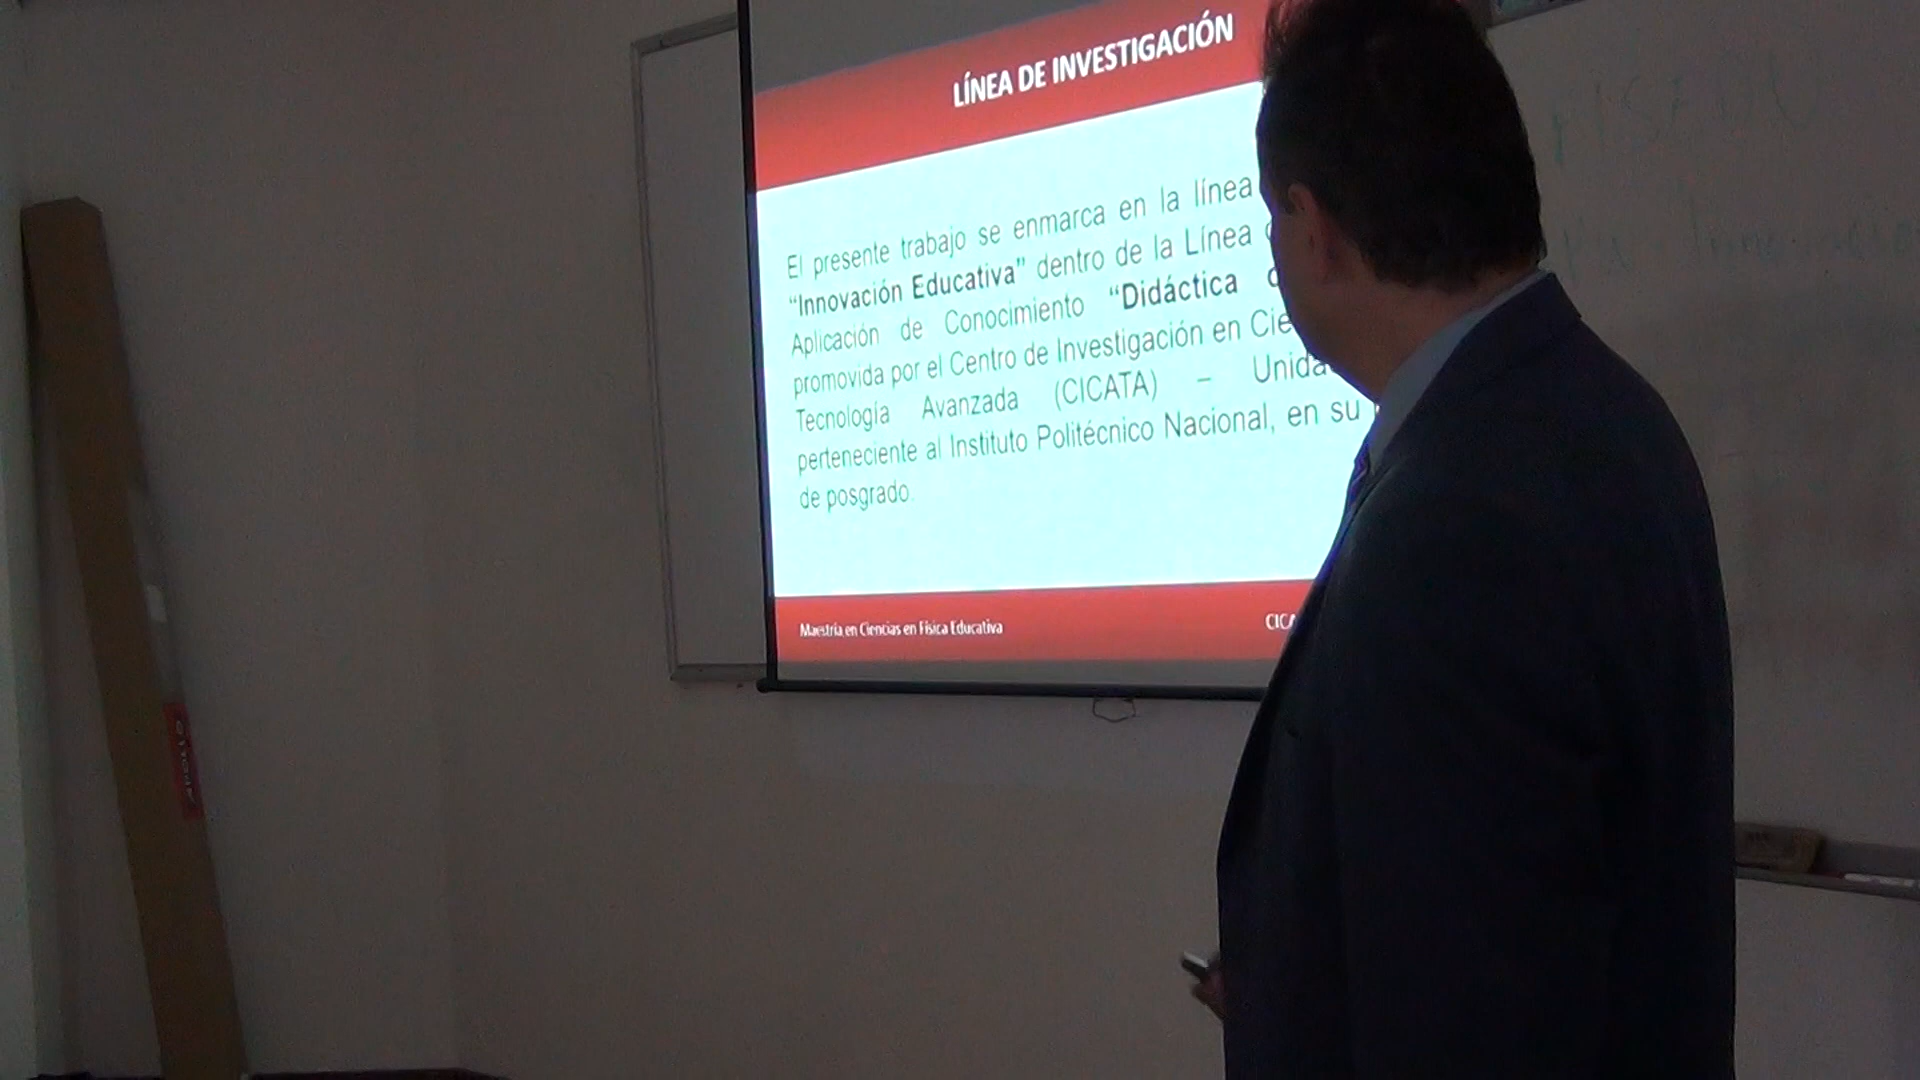 LÍNEA DE INVESTIGACIÓN
El presente trabajo se enmarca en la línea
“Innovación Educativa” dentro de la Línea
Aplicación de Conocimiento “Didáctica
promovida por el Centro de Investigación en
Tecnología Avanzada (CICATA) –
perteneciente al Instituto Politécnico Nacional, en su
de posgrado.
Maestría en Ciencias en Física Educativa
APOLLO